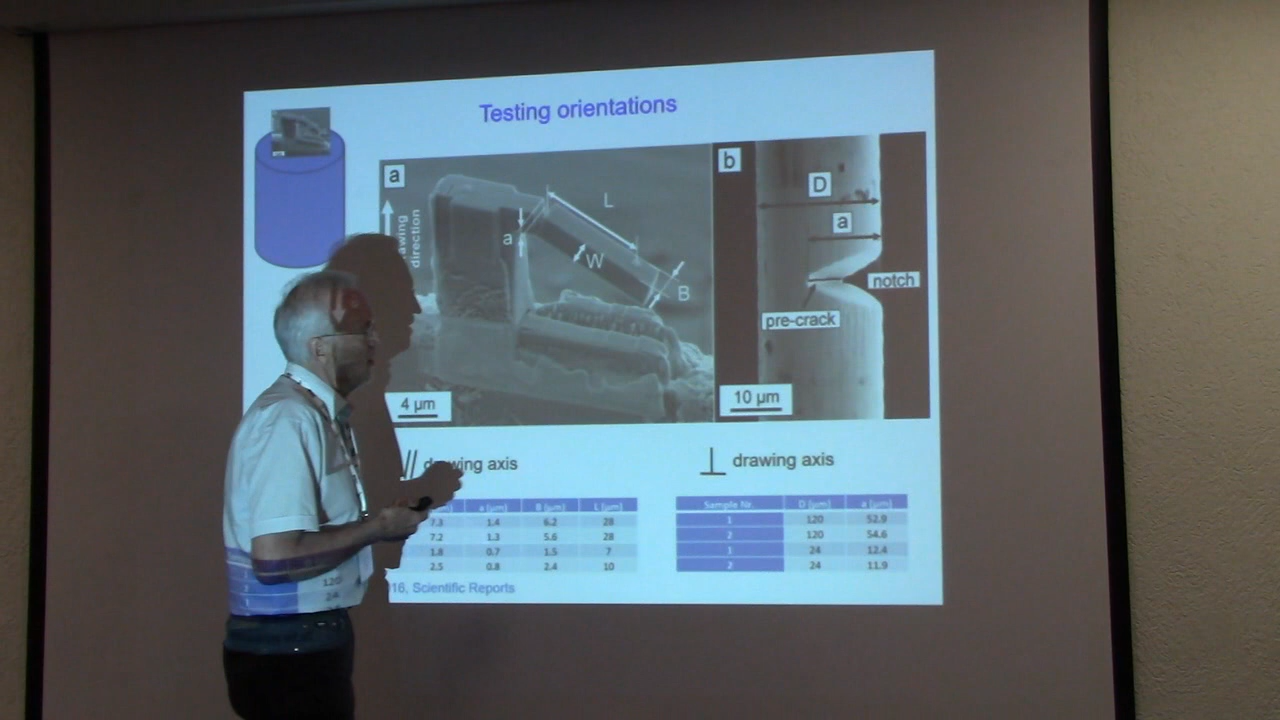 Testing orientations
a
b
awing
direction
L
a
W
B
D
a
notch
pre-crack
4 µm
10 µm
// drawing axis
⊥ drawing axis
a [µm] B [µm] L [µm]
7.3 1.4 6.2 28
7.2 1.3 5.6 28
1.8 0.7 1.5 7
2.5 0.8 2.4 10
Sample Nr. D [µm] a [µm]
1 120 52.9
2 120 54.6
1 24 12.4
2 24 11.9
16, Scientific Reports
120
24